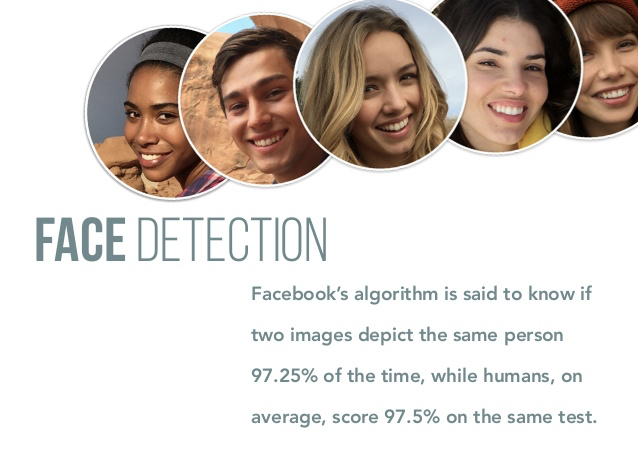 FACE DETECTION
Facebook’s algorithm is said to know if
two images depict the same person
97.25% of the time, while humans, on
average, score 97.5% on the same test.